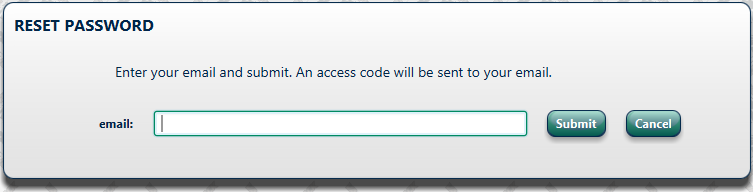 RESET PASSWORD
Enter your email and submit. An access code will be sent to your email.
email: Submit Cancel